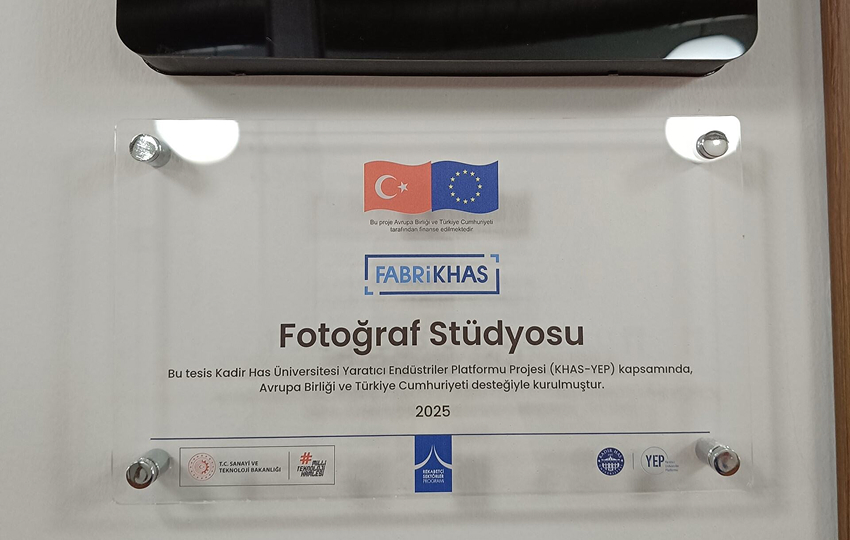 Bu proje Avrupa Birliği ve Türkiye Cumhuriyeti
tarafından finanse edilmektedir
FABRiKHAS
Fotoğraf Stüdyosu
Bu tesis Kadir Has Üniversitesi Yaratıcı Endüstriler Platformu Projesi (KHAS-YEP) kapsamında,
Avrupa Birliği ve Türkiye Cumhuriyeti desteğiyle kurulmuştur.
2025
T.C. SANAYİ VE
TEKNOLOJİ BAKANLIĞI
#MİLLİ
TEKNOLOJİ
HAMLESİ
REKABETÇİ
SEKTÖRLER
PROGRAMI
KADİR HAS
YEP